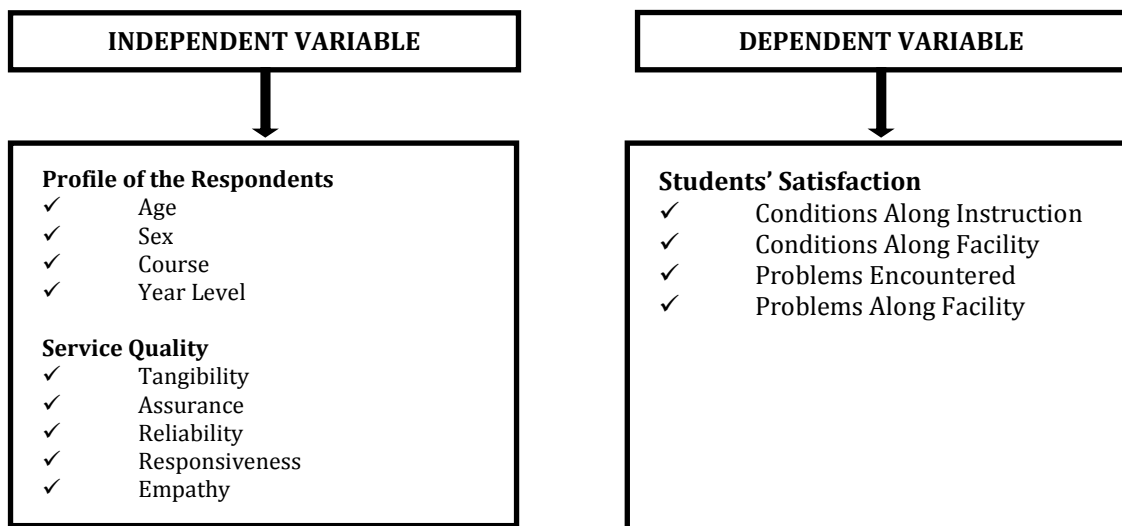 INDEPENDENT VARIABLE
Profile of the Respondents
✓ Age
✓ Sex
✓ Course
✓ Year Level
Service Quality
✓ Tangibility
✓ Assurance
✓ Reliability
✓ Responsiveness
✓ Empathy
DEPENDENT VARIABLE
Students’ Satisfaction
✓ Conditions Along Instruction
✓ Conditions Along Facility
✓ Problems Encountered
✓ Problems Along Facility